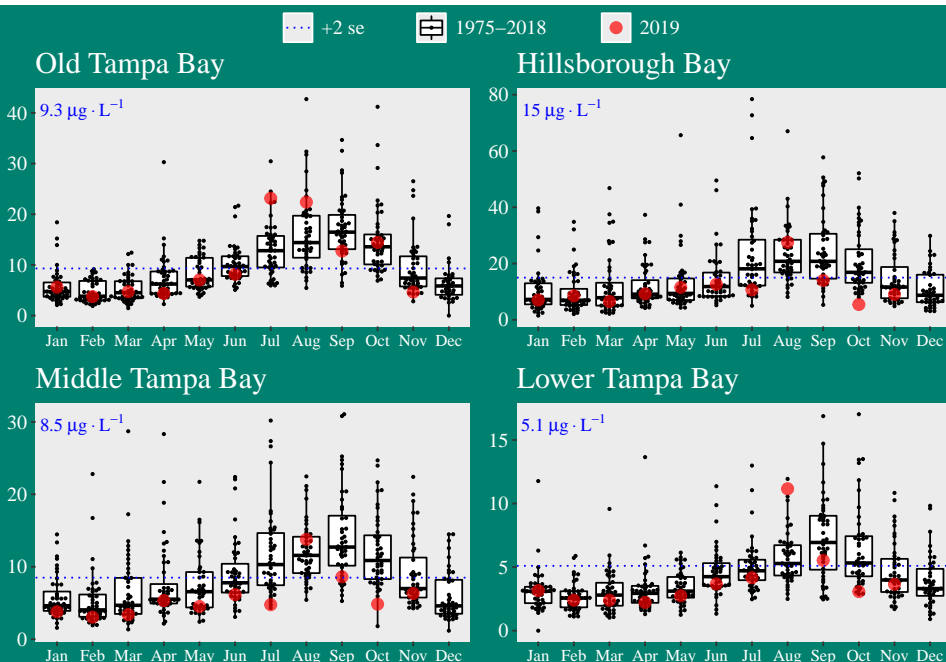 +2 se 1975−2018 2019
Old Tampa Bay
9.3 μg ⋅ L⁻¹
40
30
20
10
0
Jan Feb Mar Apr May Jun Jul Aug Sep Oct Nov Dec
Hillsborough Bay
15 μg ⋅ L⁻¹
80
60
40
20
0
Jan Feb Mar Apr May Jun Jul Aug Sep Oct Nov Dec
Middle Tampa Bay
8.5 μg ⋅ L⁻¹
30
20
10
0
Jan Feb Mar Apr May Jun Jul Aug Sep Oct Nov Dec
Lower Tampa Bay
5.1 μg ⋅ L⁻¹
15
10
5
0
Jan Feb Mar Apr May Jun Jul Aug Sep Oct Nov Dec